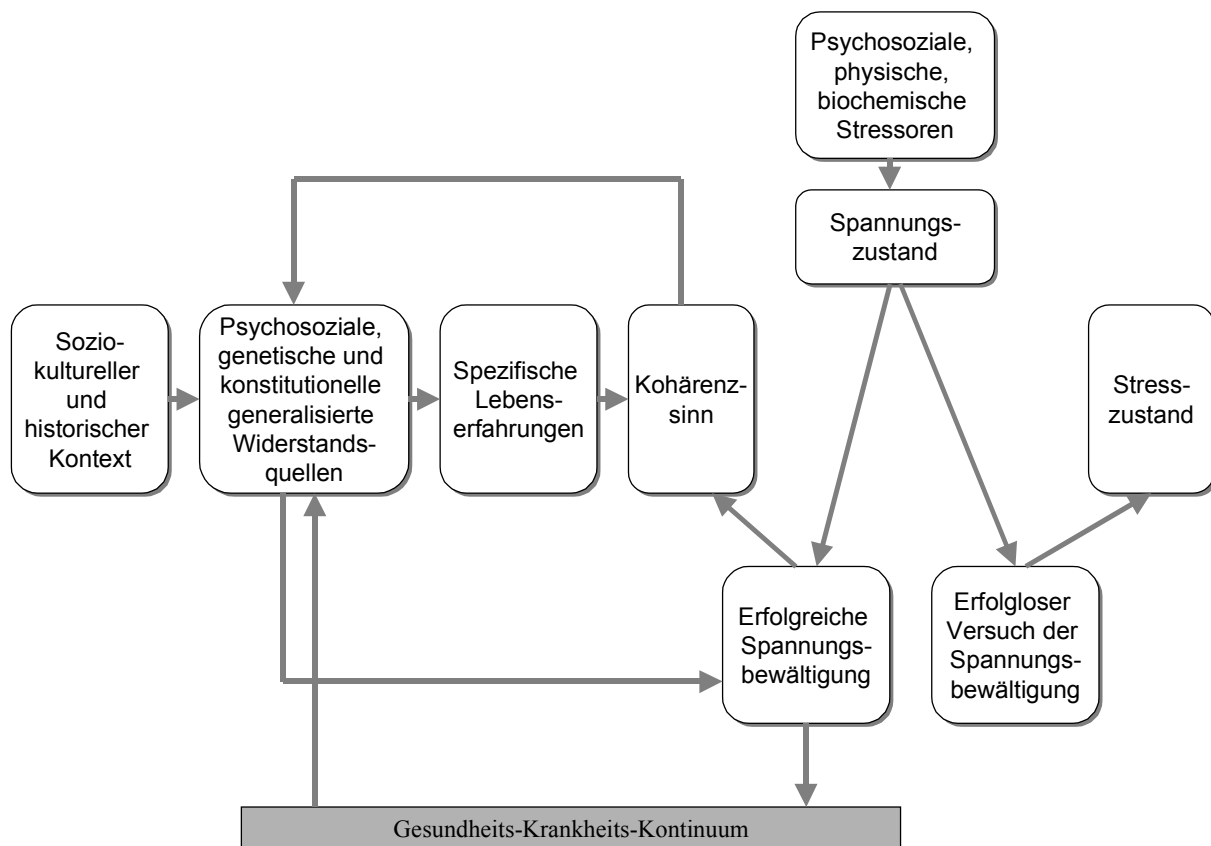 Psychosoziale,
physische,
biochemische
Stressoren
Spannungs-
zustand
Sozio-
kultureller
und
historischer
Kontext
Psychosoziale,
genetische und
konstitutionelle
generalisierte
Widerstands-
quellen
Spezifische
Lebens-
erfahrungen
Kohärenz-
sinn
Stress-
zustand
Erfolgreiche
Spannungs-
bewältigung
Erfolgloser
Versuch der
Spannungs-
bewältigung
Gesundheits-Krankheits-Kontinuum